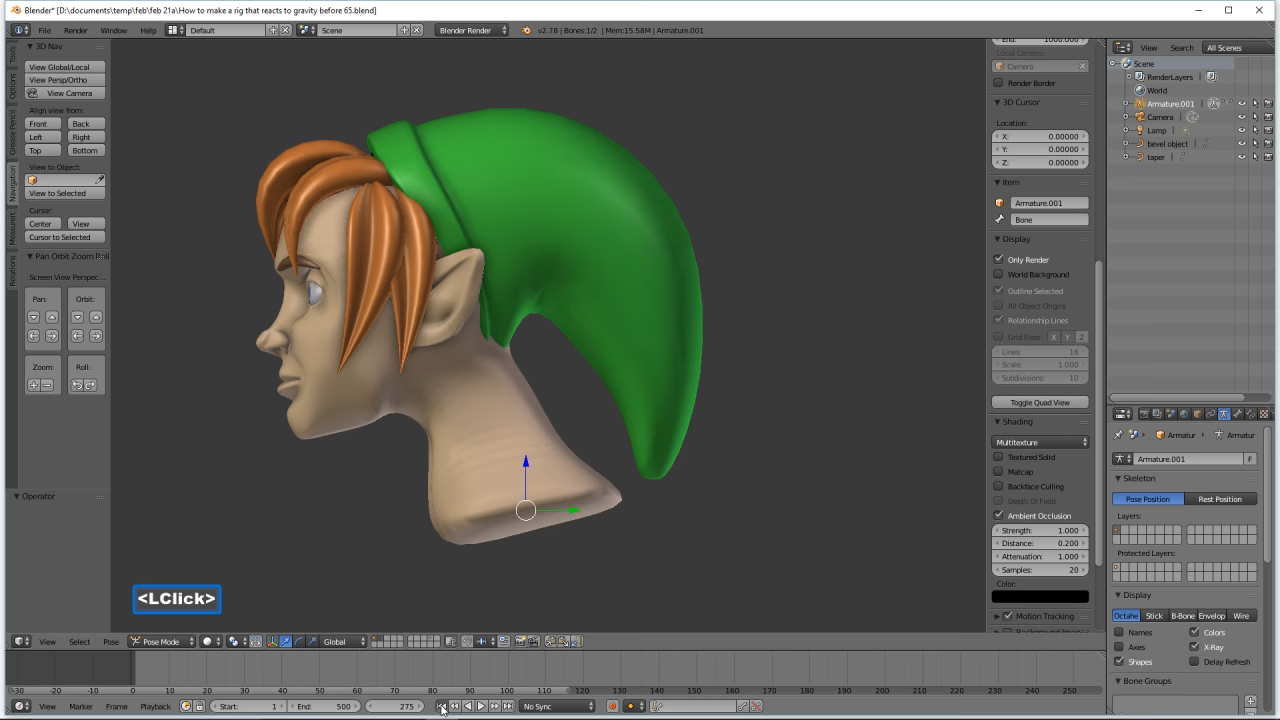 Blender* [D:\documents\temp\feb\feb 21a\How to make a rig that reacts to gravity before 65.blend]
File Render Window Help Default Scene Blender Render v2.78 | Bones:1/2 | Mem:15.58M | Armature.001
3D Nav
View Global/Local
View Persp/Ortho
View Camera
Align view from:
Front Back
Left Right
Top Bottom
View to Object:
View to Selected
Cursor:
Center View
Cursor to Selected
Pan Orbit Zoom Roll
Screen View Perspec...
Pan: Orbit:
Zoom: Roll:
Operator
Tools
Options
Grease Pencil
Navigation
Relations
<LClick>
End: 1000.000
Local Camera:
Camera
Render Border
3D Cursor
Location:
X: 0.00000
Y: 0.00000
Z: 0.00000
Item
Armature.001
Bone
Display
Only Render
World Background
Outline Selected
All Object Origins
Relationship Lines
Grid Floor X Y Z
Lines: 16
Scale: 1.000
Subdivisions: 10
Toggle Quad View
Shading
Multitexture
Textured Solid
Matcap
Backface Culling
Depth Of Field
Ambient Occlusion
Strength: 1.000
Distance: 0.200
Attenuation: 1.000
Samples: 20
Color:
Motion Tracking
View Search All Scenes
Scene
RenderLayers
World
Armature.001
Camera
Lamp
bevel object
taper
Armatur Armatur
Armature.001 F
Skeleton
Pose Position Rest Position
Layers:
Protected Layers:
Display
Octahe Stick B-Bone Envelop Wire
Names Colors
Axes X-Ray
Shapes Delay Refresh
Bone Groups
View Select Pose Pose Mode Global
-30 -20 -10 0 10 20 30 40 50 60 70 80 90 100 110 120 130 140 150 160 170 180 190 200 210 220 230 240 250
View Marker Frame Playback Start: 1 End: 500 275 No Sync